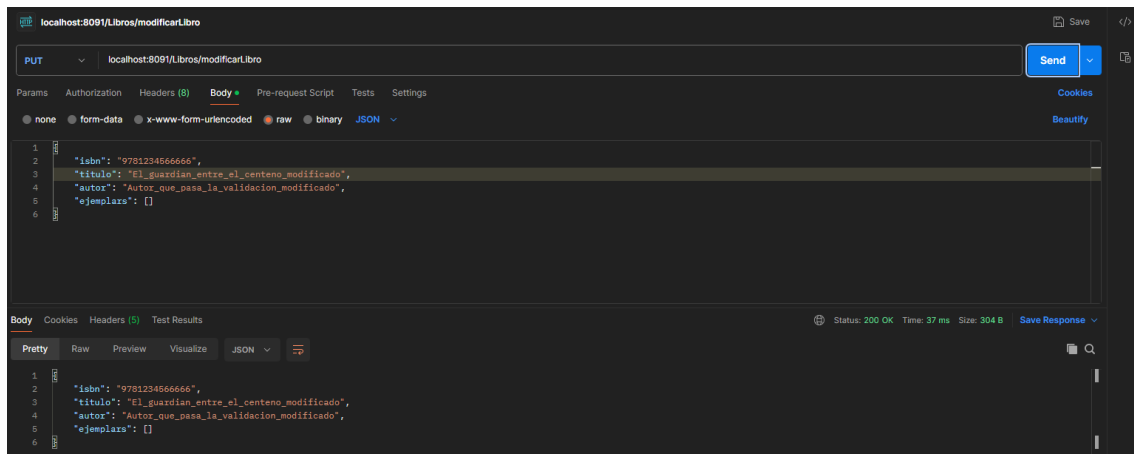 HTTP localhost:8091/Libros/modificarLibro Save </>
PUT localhost:8091/Libros/modificarLibro Send
Params Authorization Headers (8) Body Pre-request Script Tests Settings Cookies
none form-data x-www-form-urlencoded raw binary JSON Beautify
1 {
2 "isbn": "9781234566666",
3 "titulo": "El_guardian_entre_el_centeno_modificado",
4 "autor": "Autor_que_pasa_la_validacion_modificado",
5 "ejemplars": []
6 }
Body Cookies Headers (5) Test Results Status: 200 OK Time: 37 ms Size: 304 B Save Response
Pretty Raw Preview Visualize JSON
1 {
2 "isbn": "9781234566666",
3 "titulo": "El_guardian_entre_el_centeno_modificado",
4 "autor": "Autor_que_pasa_la_validacion_modificado",
5 "ejemplars": []
6 }